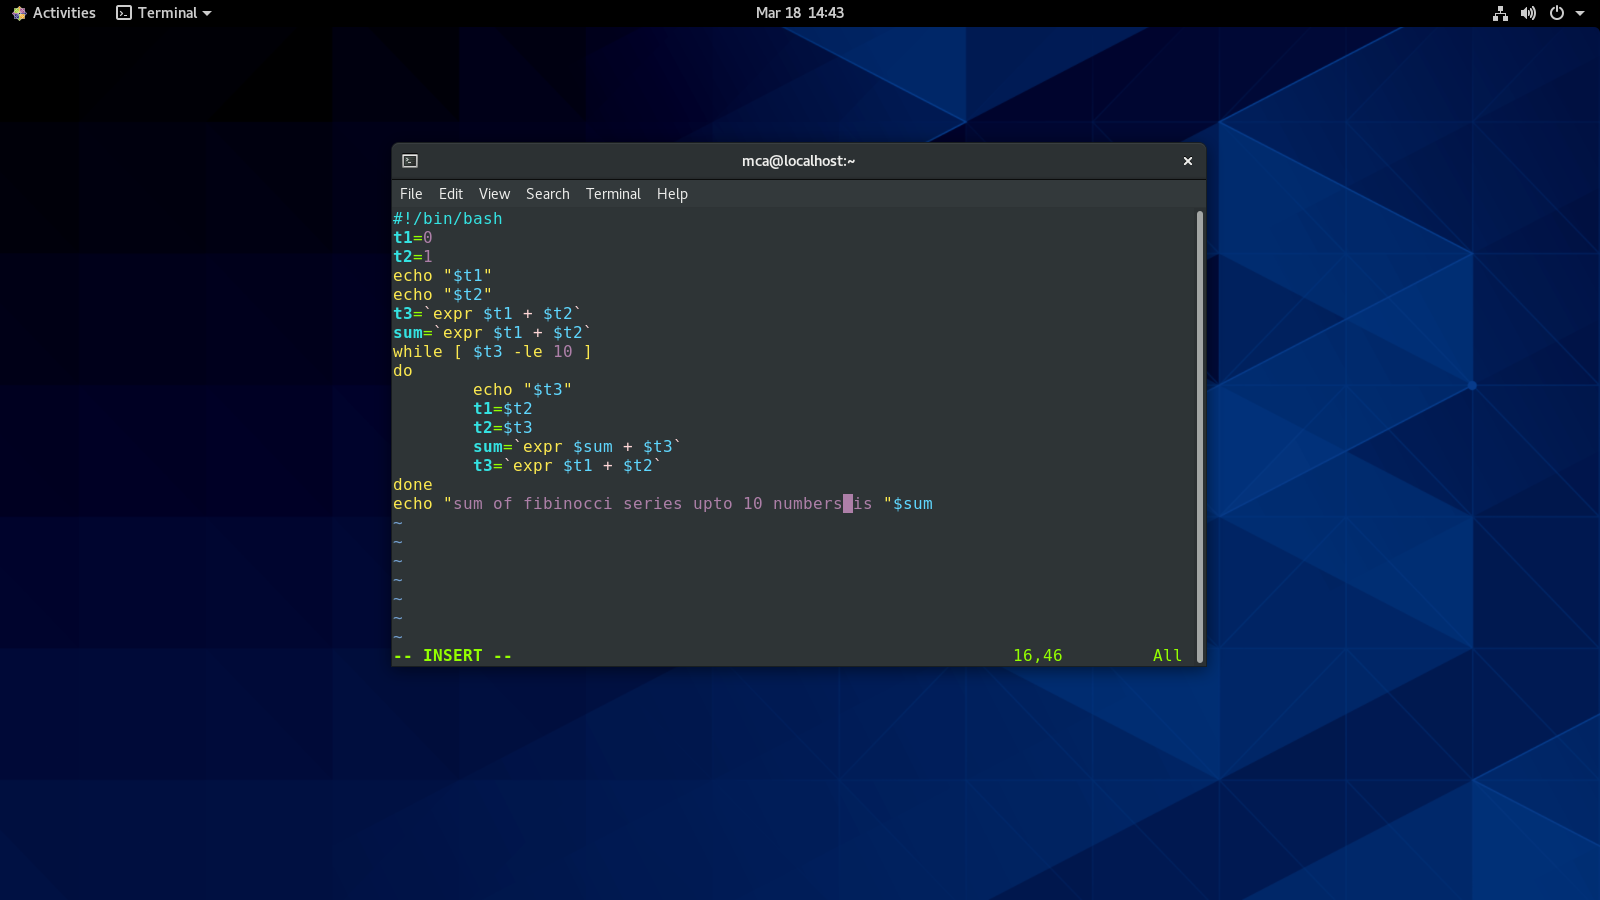 Activities Terminal Mar 18 14:43
mca@localhost:~
File Edit View Search Terminal Help
#!/bin/bash
t1=0
t2=1
echo "$t1"
echo "$t2"
t3=`expr $t1 + $t2`
sum=`expr $t1 + $t2`
while [ $t3 -le 10 ]
do
        echo "$t3"
        t1=$t2
        t2=$t3
        sum=`expr $sum + $t3`
        t3=`expr $t1 + $t2`
done
echo "sum of fibinocci series upto 10 numbers is "$sum
~
~
~
~
~
~
~
-- INSERT -- 16,46 All